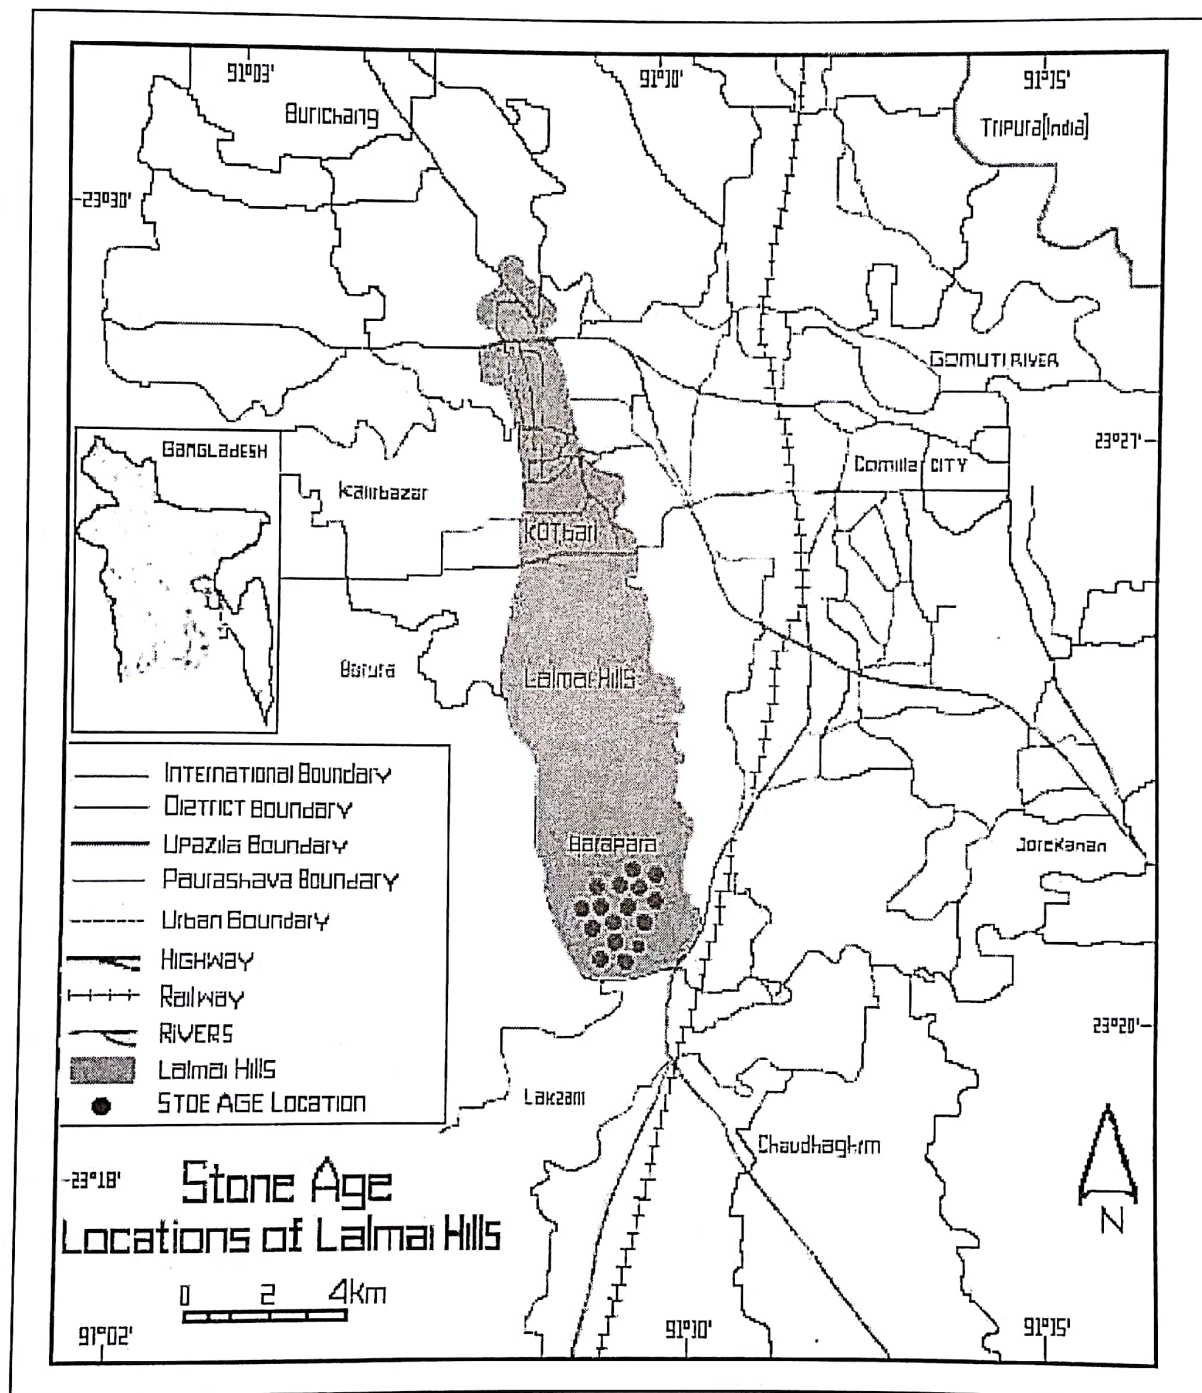 91°03'
91°10'
91°15'
Burichang
Tripura[India]
23°30'
GOMUTI RIVER
23°27'
BANGLADESH
Kalirbazar
Comilla CITY
KOTbari
Barura
Lalmai Hills
INTERNATIONAL BOUNDARY
DIZTRICT BOUNDARY
UPAZILA BOUNDARY
PAURASHAVA BOUNDARY
URBAN BOUNDARY
HIGHWAY
Railway
RIVERS
Lalmai Hills
STOE AGE LOCATION
BARAPARA
Jorekanan
23°20'
Lakzam
Chaudhagrm
23°18'
Stone Age
Locations of Lalmai Hills
0 2 4Km
N
91°02'
91°10'
91°15'